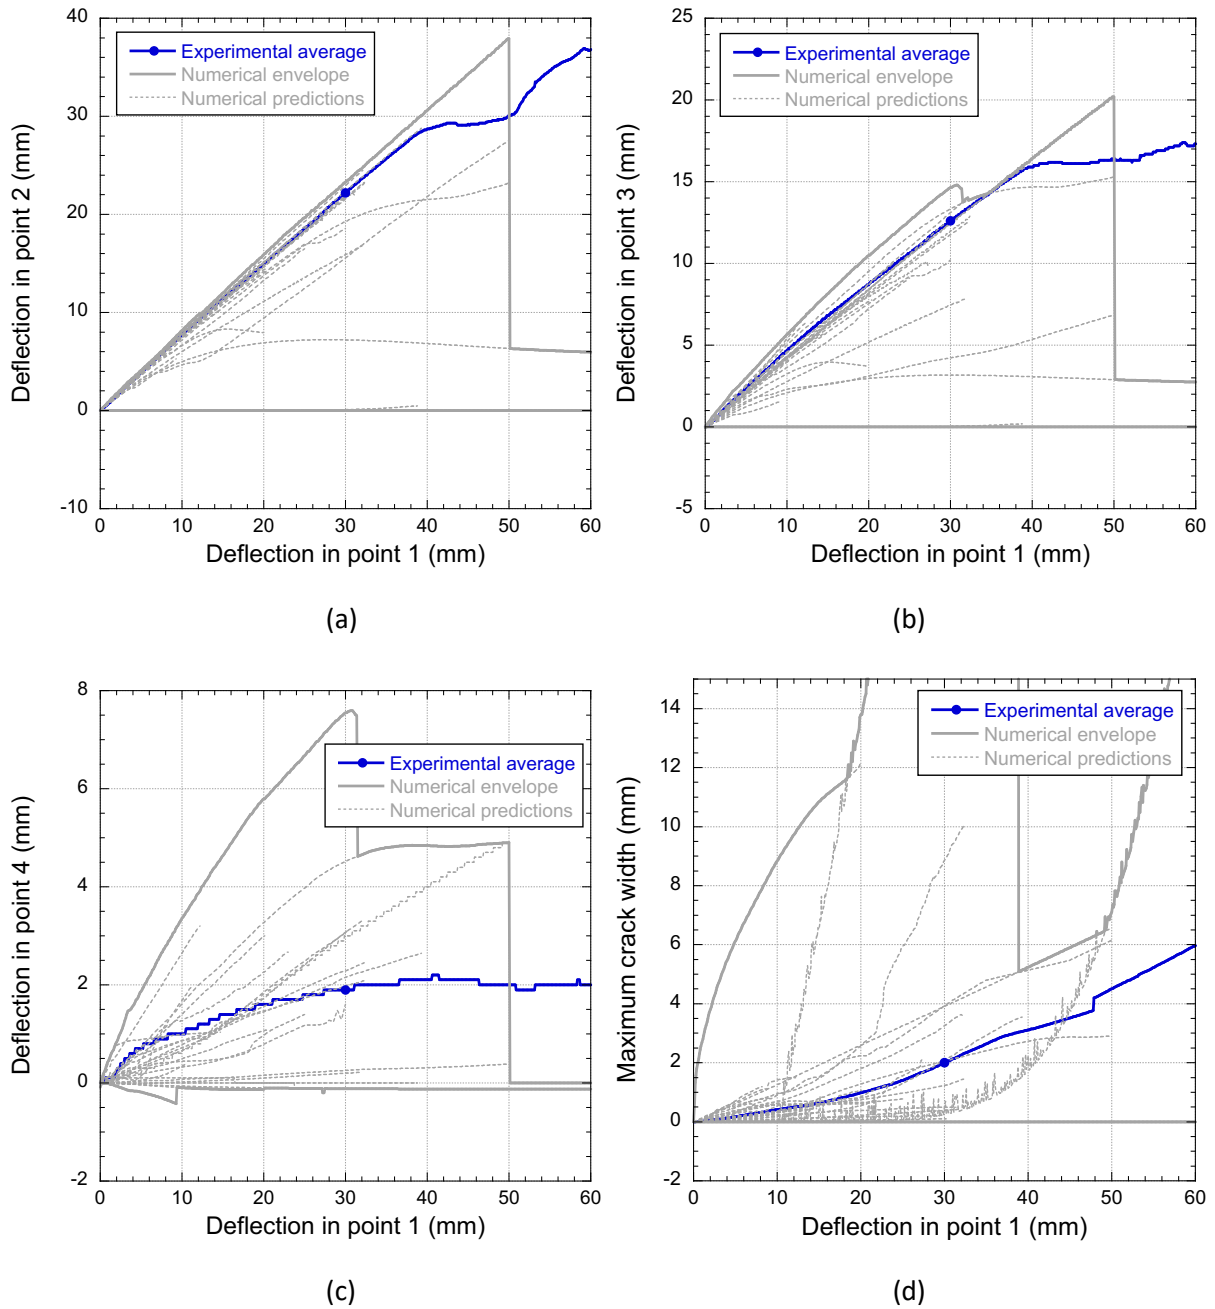 40
30
20
10
0
-10
0
10
20
30
40
50
60
Deflection in point 2 (mm)
Deflection in point 1 (mm)
Experimental average
Numerical envelope
Numerical predictions
(a)
25
20
15
10
5
0
-5
0
10
20
30
40
50
60
Deflection in point 3 (mm)
Deflection in point 1 (mm)
Experimental average
Numerical envelope
Numerical predictions
(b)
8
6
4
2
0
-2
0
10
20
30
40
50
60
Deflection in point 4 (mm)
Deflection in point 1 (mm)
Experimental average
Numerical envelope
Numerical predictions
(c)
14
12
10
8
6
4
2
0
-2
0
10
20
30
40
50
60
Maximum crack width (mm)
Deflection in point 1 (mm)
Experimental average
Numerical envelope
Numerical predictions
(d)